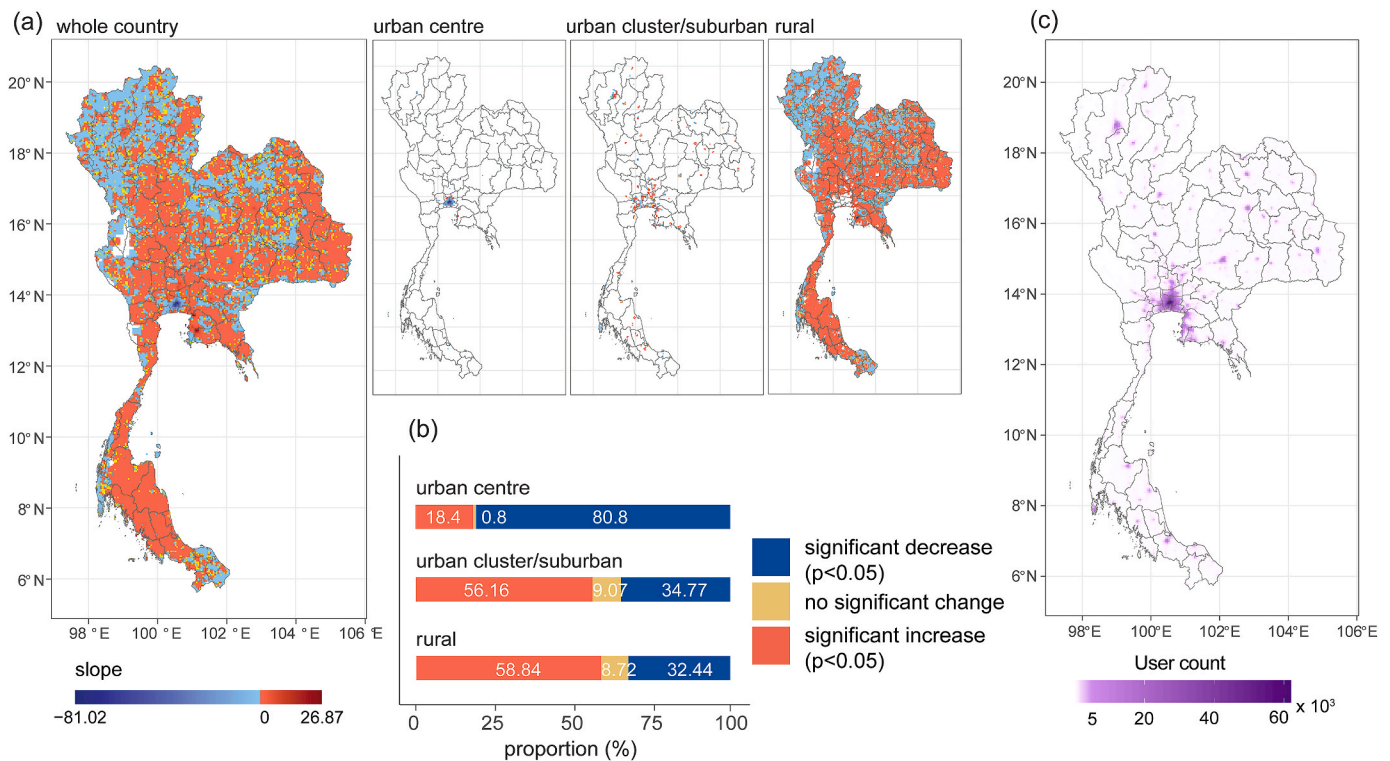 (a)
whole country
urban centre
urban cluster/suburban
rural
20° N
18° N
16° N
14° N
12° N
10° N
8° N
6° N
98° E
100° E
102° E
104° E
106° E
slope
−81.02
0
26.87
(b)
urban centre
18.4 0.8 80.8
urban cluster/suburban
56.16 9.07 34.77
rural
58.84 8.72 32.44
0 25 50 75 100
proportion (%)
significant decrease
(p<0.05)
no significant change
significant increase
(p<0.05)
(c)
20° N
18° N
16° N
14° N
12° N
10° N
8° N
6° N
98° E
100° E
102° E
104° E
106° E
User count
5 20 40 60 x 10³